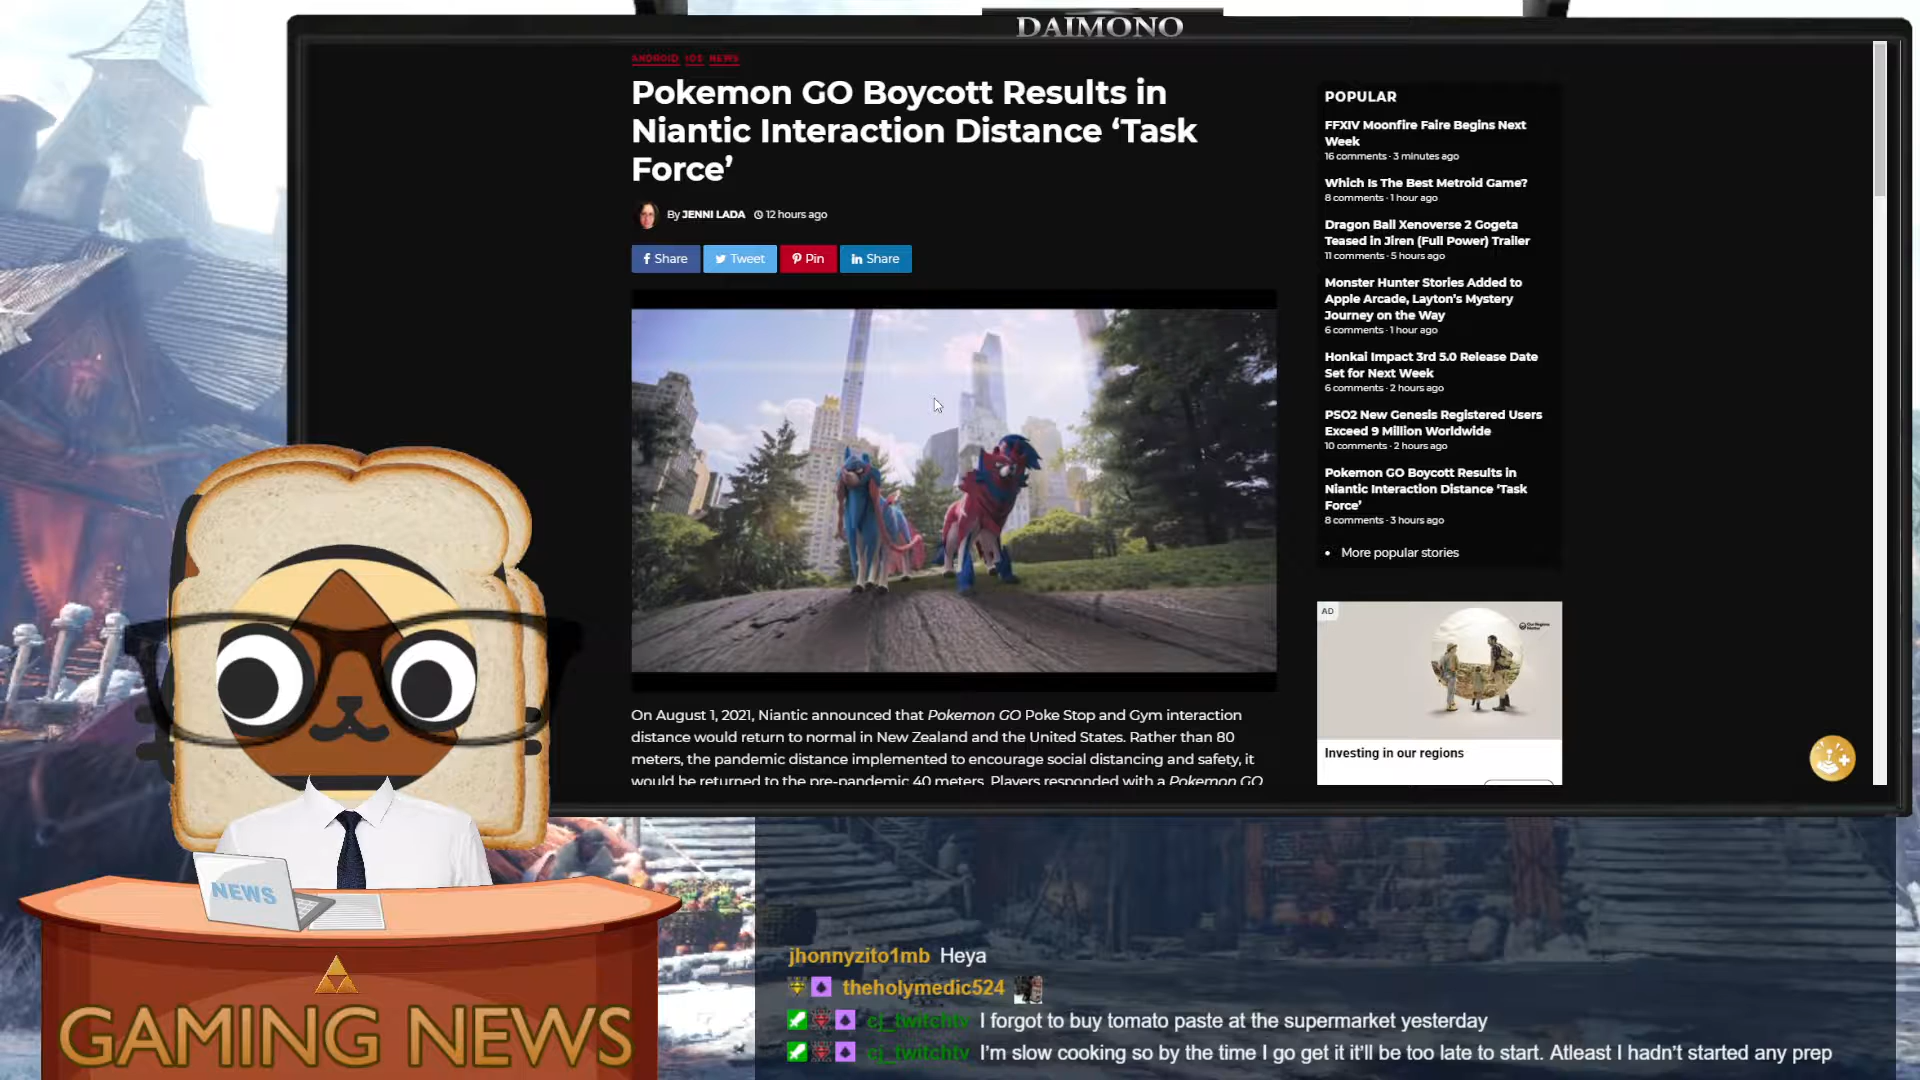 DAIMONO
ANDROID IOS NEWS
Pokemon GO Boycott Results in
Niantic Interaction Distance ‘Task
Force’
By JENNI LADA 12 hours ago
Share Tweet Pin Share
On August 1, 2021, Niantic announced that Pokemon GO Poke Stop and Gym interaction
distance would return to normal in New Zealand and the United States. Rather than 80
meters, the pandemic distance implemented to encourage social distancing and safety, it
would be returned to the pre-pandemic 40 meters. Players responded with a Pokemon GO
POPULAR
FFXIV Moonfire Faire Begins Next
Week
16 comments · 3 minutes ago
Which Is The Best Metroid Game?
8 comments · 1 hour ago
Dragon Ball Xenoverse 2 Gogeta
Teased in Jiren (Full Power) Trailer
11 comments · 5 hours ago
Monster Hunter Stories Added to
Apple Arcade, Layton’s Mystery
Journey on the Way
6 comments · 1 hour ago
Honkai Impact 3rd 5.0 Release Date
Set for Next Week
6 comments · 2 hours ago
PSO2 New Genesis Registered Users
Exceed 9 Million Worldwide
10 comments · 2 hours ago
Pokemon GO Boycott Results in
Niantic Interaction Distance ‘Task
Force’
8 comments · 3 hours ago
More popular stories
AD
Investing in our regions
NEWS
GAMING NEWS
jhonnyzito1mb Heya
theholymedic524
cj_twitchtv I forgot to buy tomato paste at the supermarket yesterday
cj_twitchtv I’m slow cooking so by the time I go get it it’ll be too late to start. Atleast I hadn’t started any prep